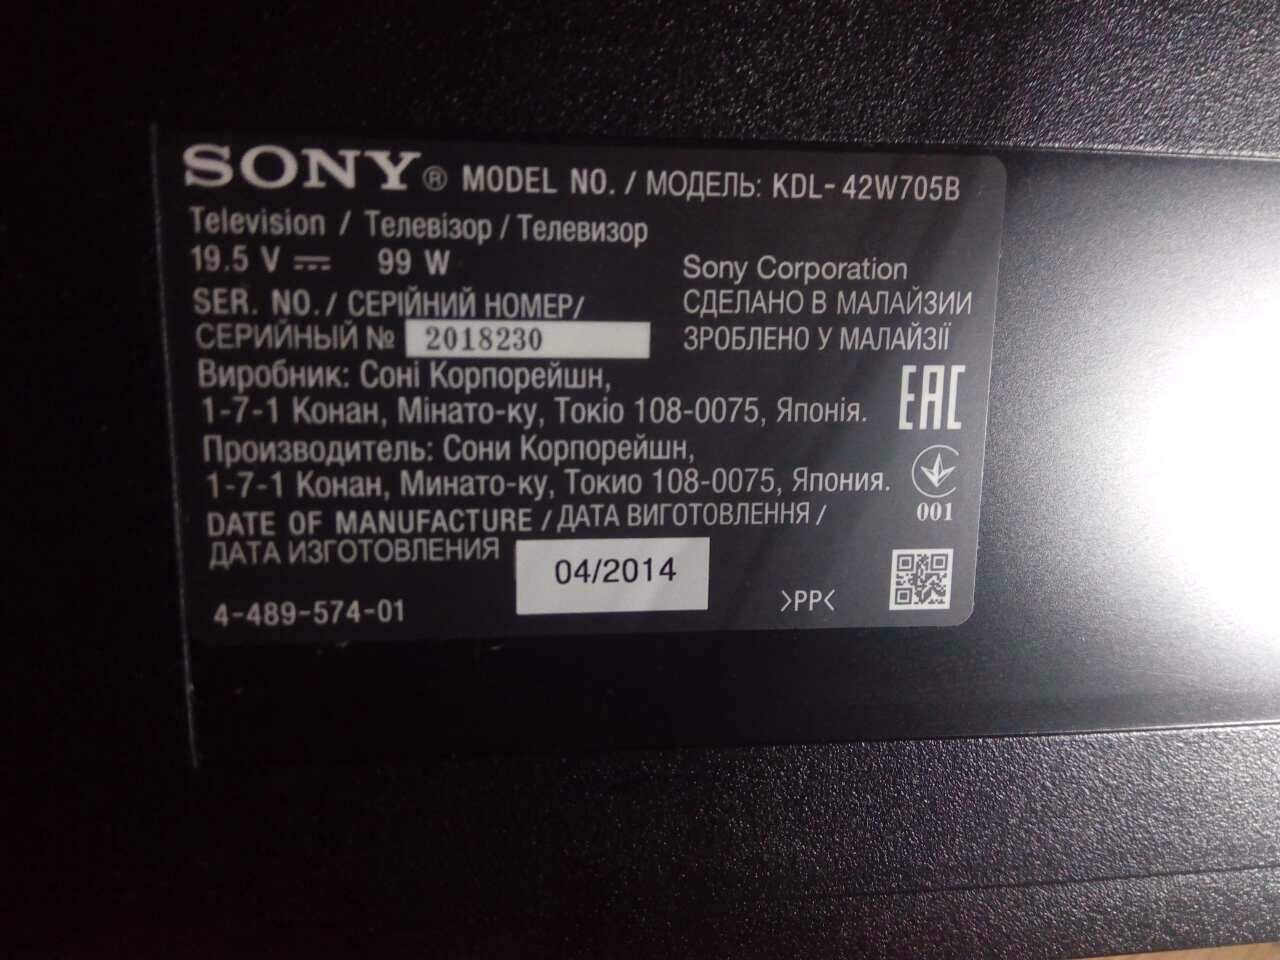 SONY® MODEL NO. / МОДЕЛЬ: KDL- 42W705B
Television / Телевізор / Телевизор
19.5 V ⎓ 99 W
Sony Corporation
SER. NO. / СЕРІЙНИЙ НОМЕР/
СДЕЛАНО В МАЛАЙЗИИ
СЕРИЙНЫЙ № 2018230
ЗРОБЛЕНО У МАЛАЙЗІЇ
Виробник: Соні Корпорейшн,
1-7-1 Конан, Мінато-ку, Токіо 108-0075, Японія.
EAC
Производитель: Сони Корпорейшн,
1-7-1 Конан, Минато-ку, Токио 108-0075, Япония.
001
DATE OF MANUFACTURE / ДАТА ВИГОТОВЛЕННЯ /
ДАТА ИЗГОТОВЛЕНИЯ 04/2014
4-489-574-01
>PP<